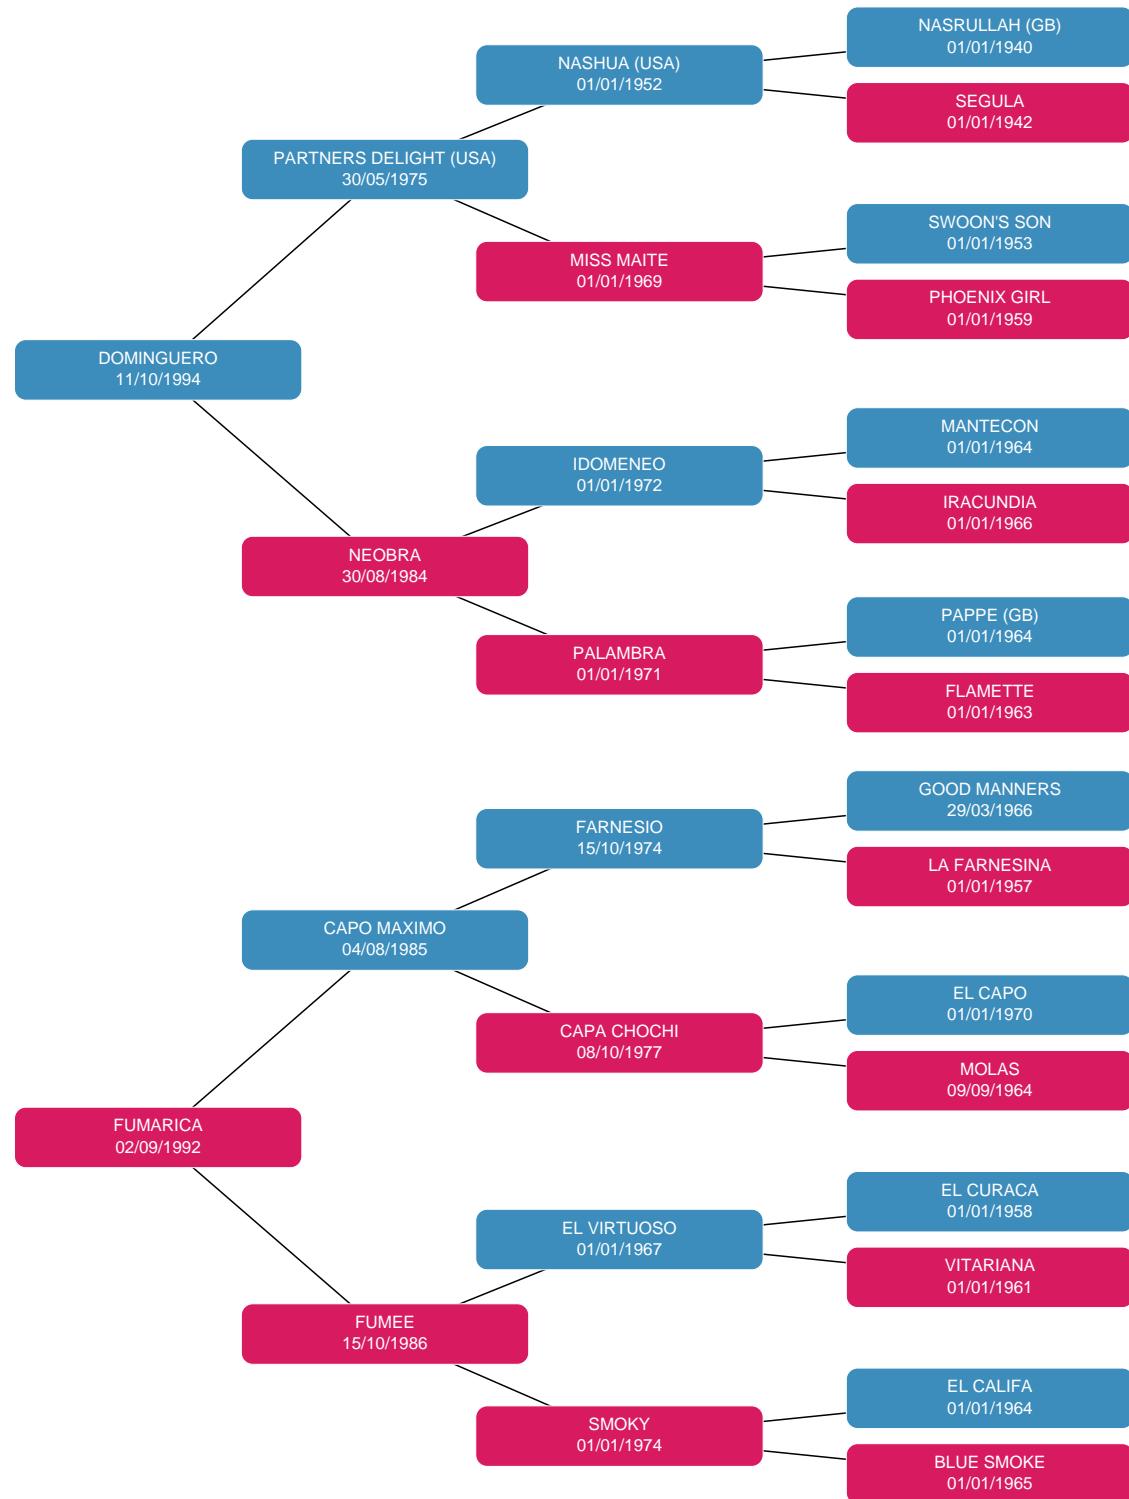 NASRULLAH (GB)
01/01/1940
NASHUA (USA)
01/01/1952
SEGULA
01/01/1942
PARTNERS DELIGHT (USA)
30/05/1975
SWOON'S SON
01/01/1953
MISS MAITE
01/01/1969
PHOENIX GIRL
01/01/1959
DOMINGUERO
11/10/1994
MANTECON
01/01/1964
IDOMENEO
01/01/1972
IRACUNDIA
01/01/1966
NEOBRA
30/08/1984
PAPPE (GB)
01/01/1964
PALAMBRA
01/01/1971
FLAMETTE
01/01/1963
GOOD MANNERS
29/03/1966
FARNESIO
15/10/1974
LA FARNESINA
01/01/1957
CAPO MAXIMO
04/08/1985
EL CAPO
01/01/1970
CAPA CHOCHI
08/10/1977
MOLAS
09/09/1964
FUMARICA
02/09/1992
EL CURACA
01/01/1958
EL VIRTUOSO
01/01/1967
VITARIANA
01/01/1961
FUMEE
15/10/1986
EL CALIFA
01/01/1964
SMOKY
01/01/1974
BLUE SMOKE
01/01/1965